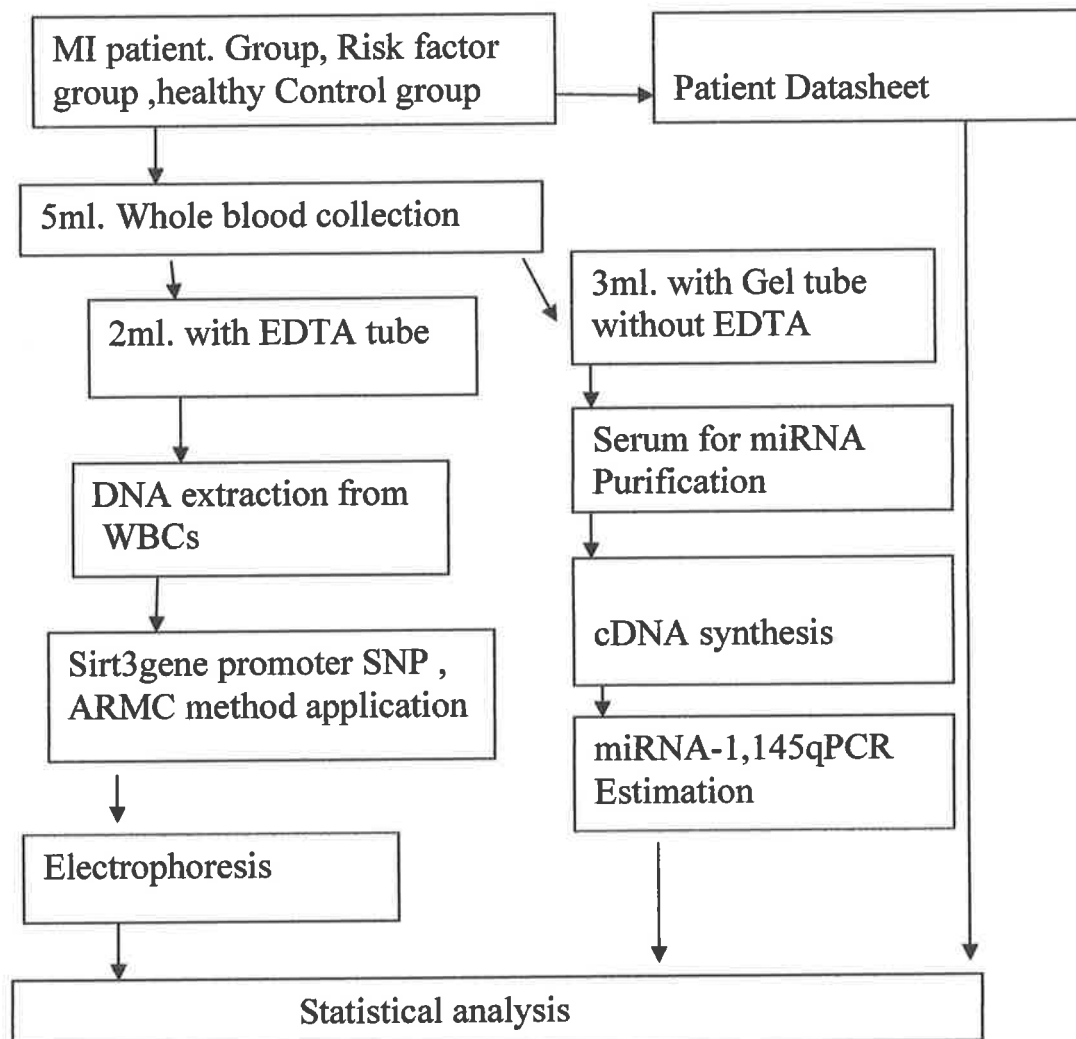 MI patient. Group, Risk factor
group ,healthy Control group
Patient Datasheet
5ml. Whole blood collection
2ml. with EDTA tube
3ml. with Gel tube
without EDTA
DNA extraction from
WBCs
Serum for miRNA
Purification
cDNA synthesis
Sirt3gene promoter SNP ,
ARMC method application
miRNA-1,145qPCR
Estimation
Electrophoresis
Statistical analysis